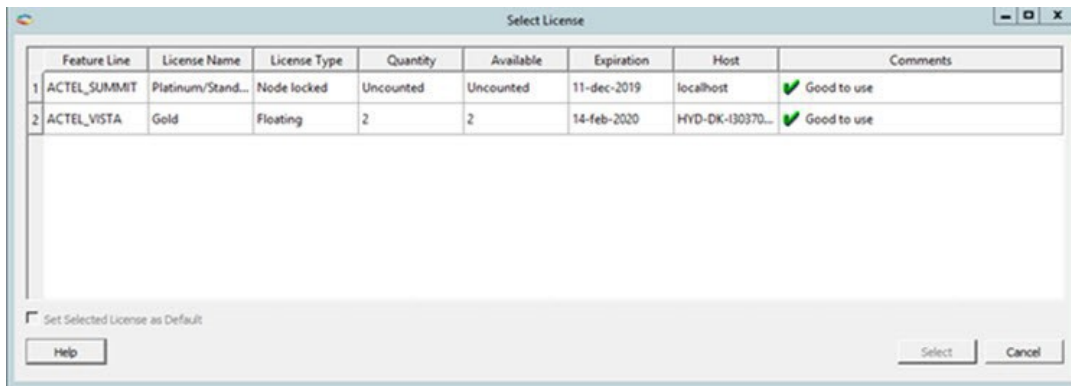 Select License
Feature Line License Name License Type Quantity Available Expiration Host Comments
1 ACTEL_SUMMIT Platinum/Stand... Node locked Uncounted Uncounted 11-dec-2019 localhost Good to use
2 ACTEL_VISTA Gold Floating 2 2 14-feb-2020 HYD-DK-I30370... Good to use
Set Selected License as Default
Help Select Cancel